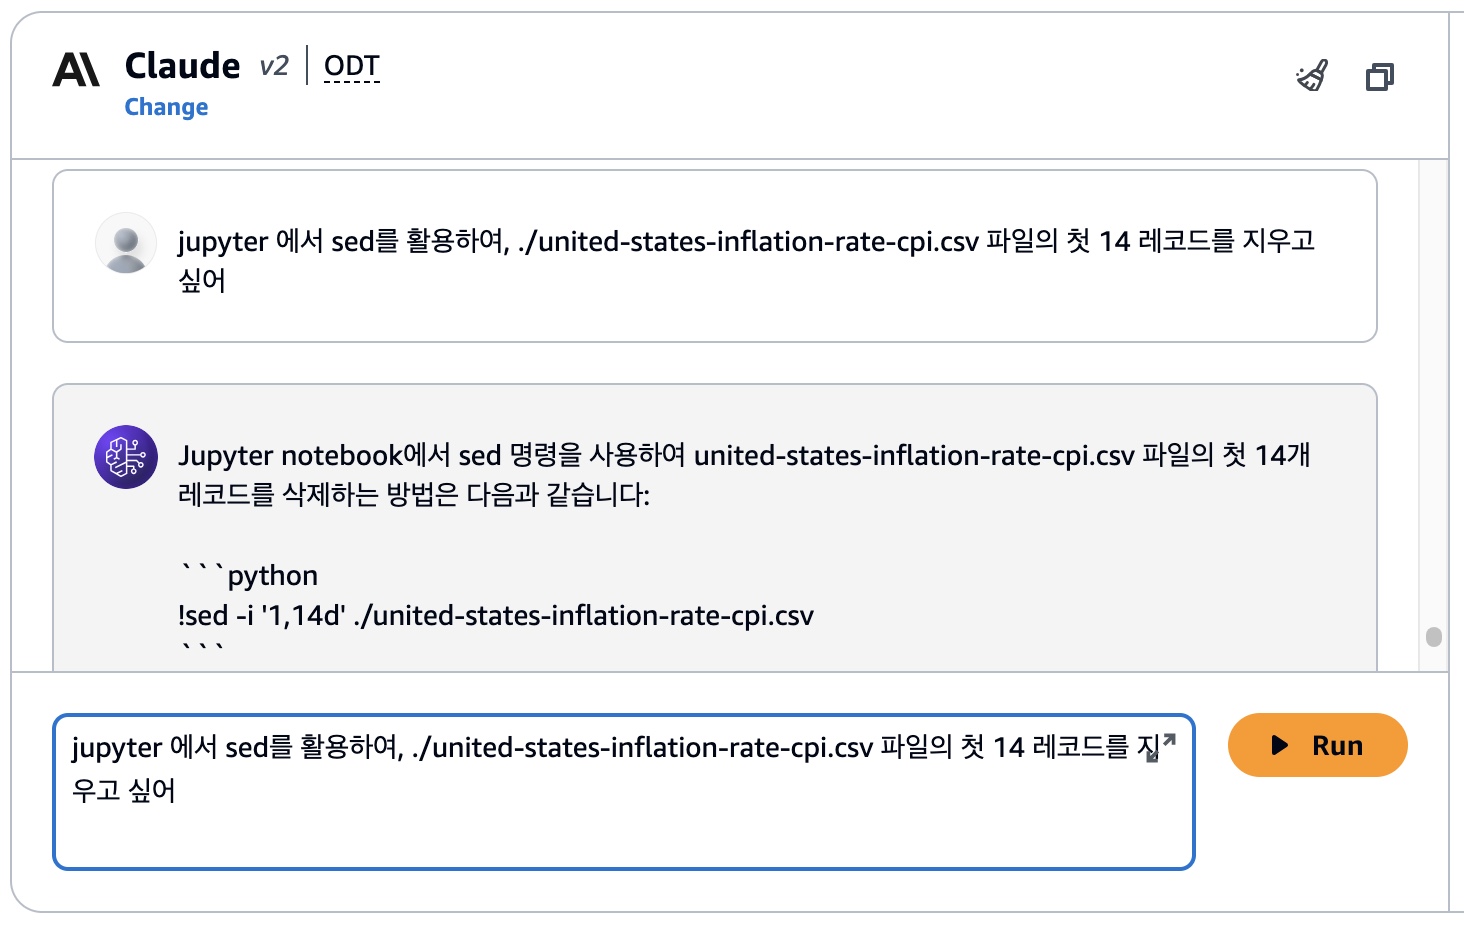 Claude v2 | ODT
Change
jupyter 에서 sed를 활용하여, ./united-states-inflation-rate-cpi.csv 파일의 첫 14 레코드를 지우고
싶어
Jupyter notebook에서 sed 명령을 사용하여 united-states-inflation-rate-cpi.csv 파일의 첫 14개
레코드를 삭제하는 방법은 다음과 같습니다:
```python
!sed -i '1,14d' ./united-states-inflation-rate-cpi.csv
```
jupyter 에서 sed를 활용하여, ./united-states-inflation-rate-cpi.csv 파일의 첫 14 레코드를 지
우고 싶어
Run